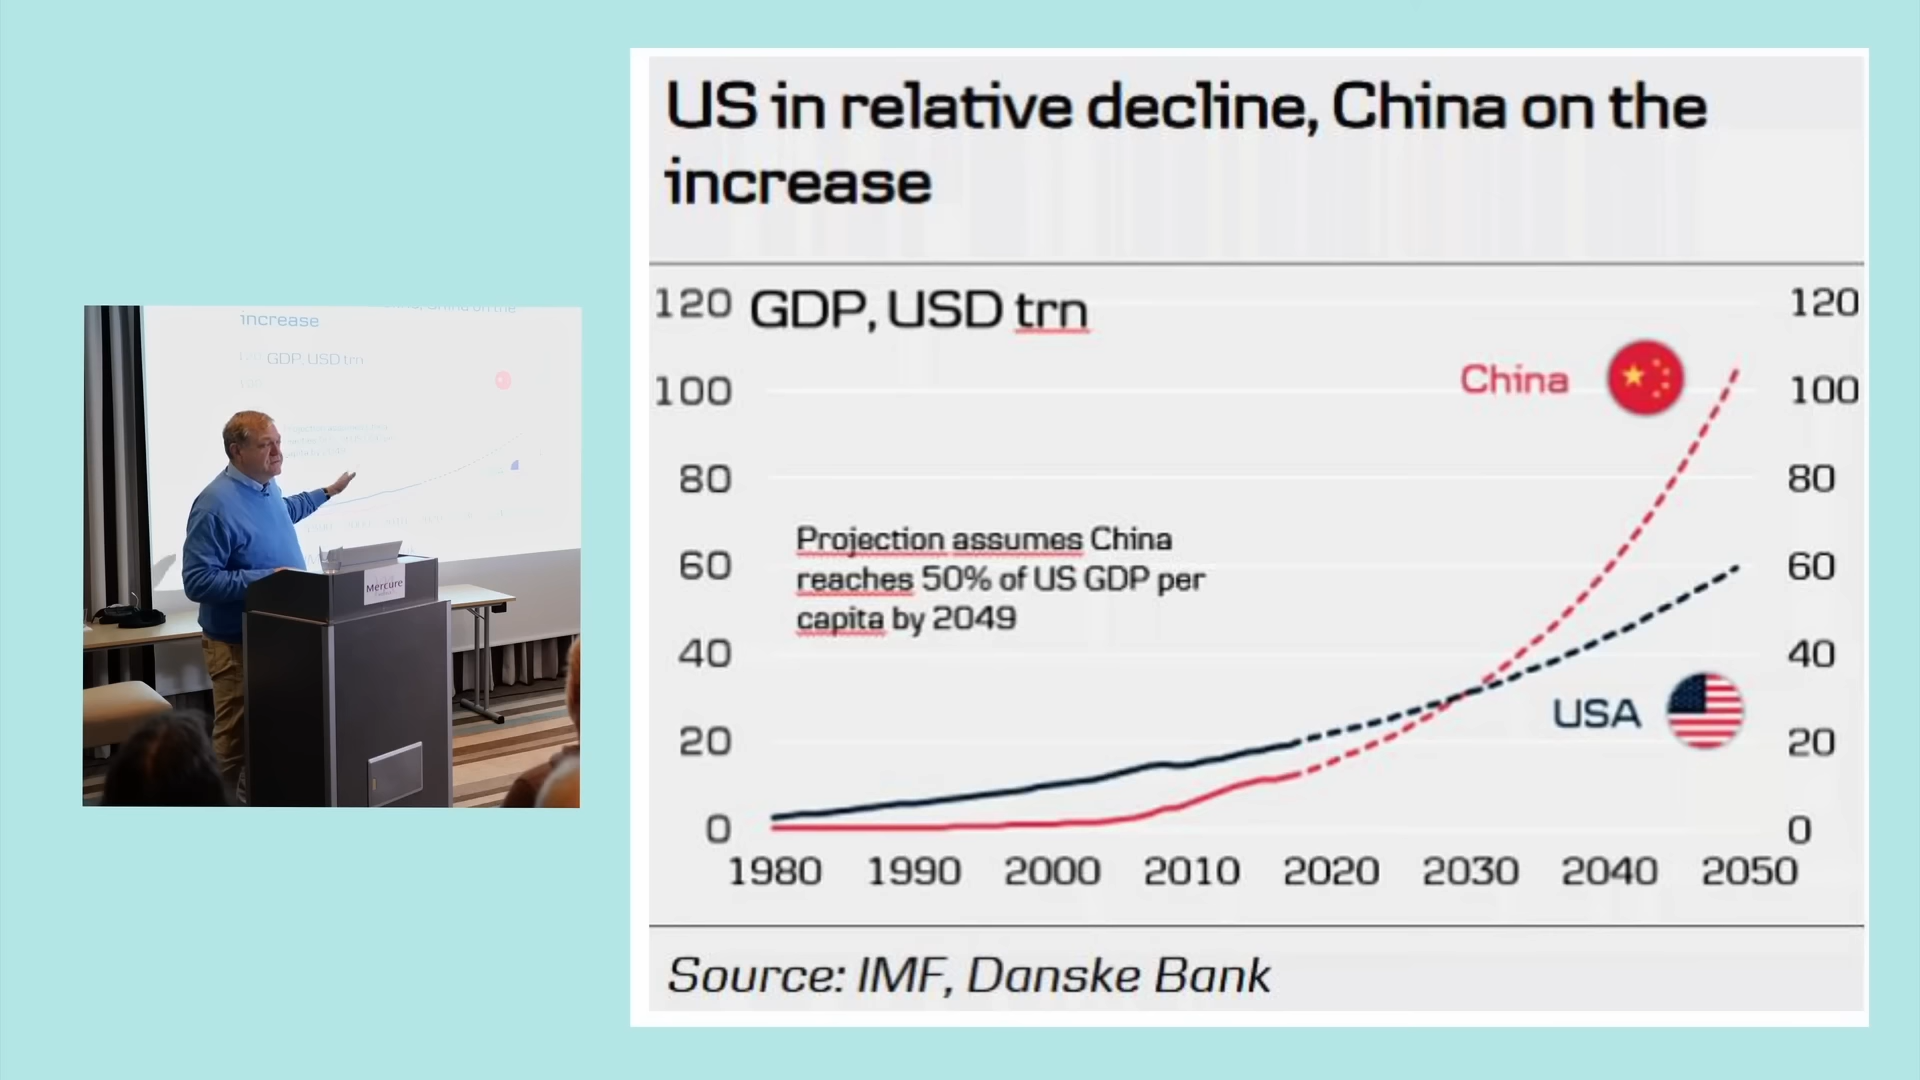 US in relative decline, China on the
increase
120 GDP, USD trn 120
China
100 100
80 80
Projection assumes China
reaches 50% of US GDP per
capita by 2049
60 60
40 40
USA
20 20
0 0
1980 1990 2000 2010 2020 2030 2040 2050
Source: IMF, Danske Bank
increase
GDP, USD trn
Mercure